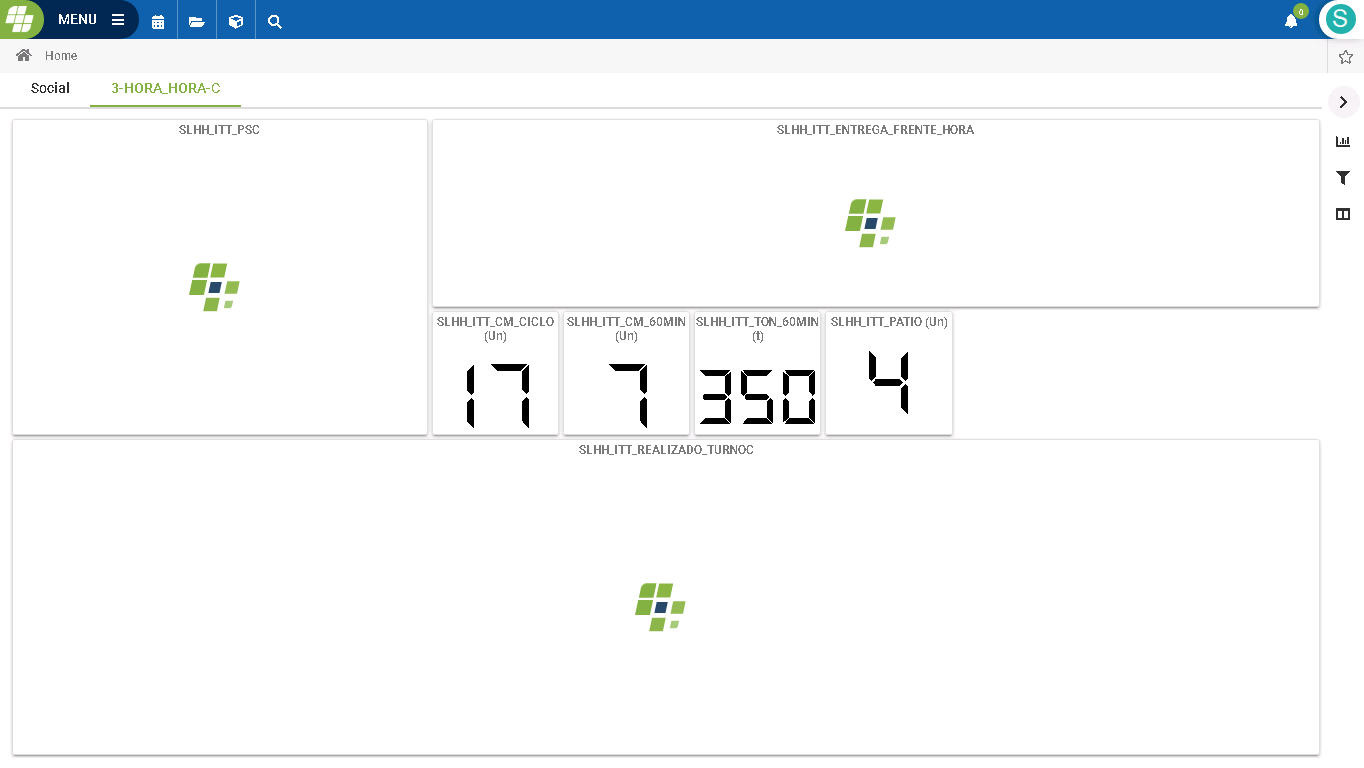 MENU
0
S
Home
Social
3-HORA_HORA-C
SLHH_ITT_PSC
SLHH_ITT_ENTREGA_FRENTE_HORA
SLHH_ITT_CM_CICLO
(Un)
17
SLHH_ITT_CM_60MIN
(Un)
7
SLHH_ITT_TON_60MIN
(t)
350
SLHH_ITT_PATIO (Un)
4
SLHH_ITT_REALIZADO_TURNOC